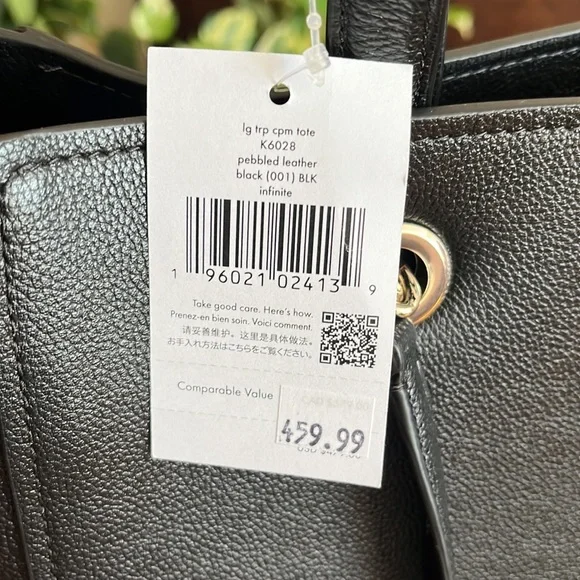 lg trp cpm tote
K6028
pebbled leather
black (001) BLK
infinite
1 96021 02413 9
Take good care. Here's how.
Prenez-en bien soin. Voici comment.
请妥善维护。这里是具体做法。
お手入れ方法はこちらをご覧ください。
Comparable Value
459.99
USD